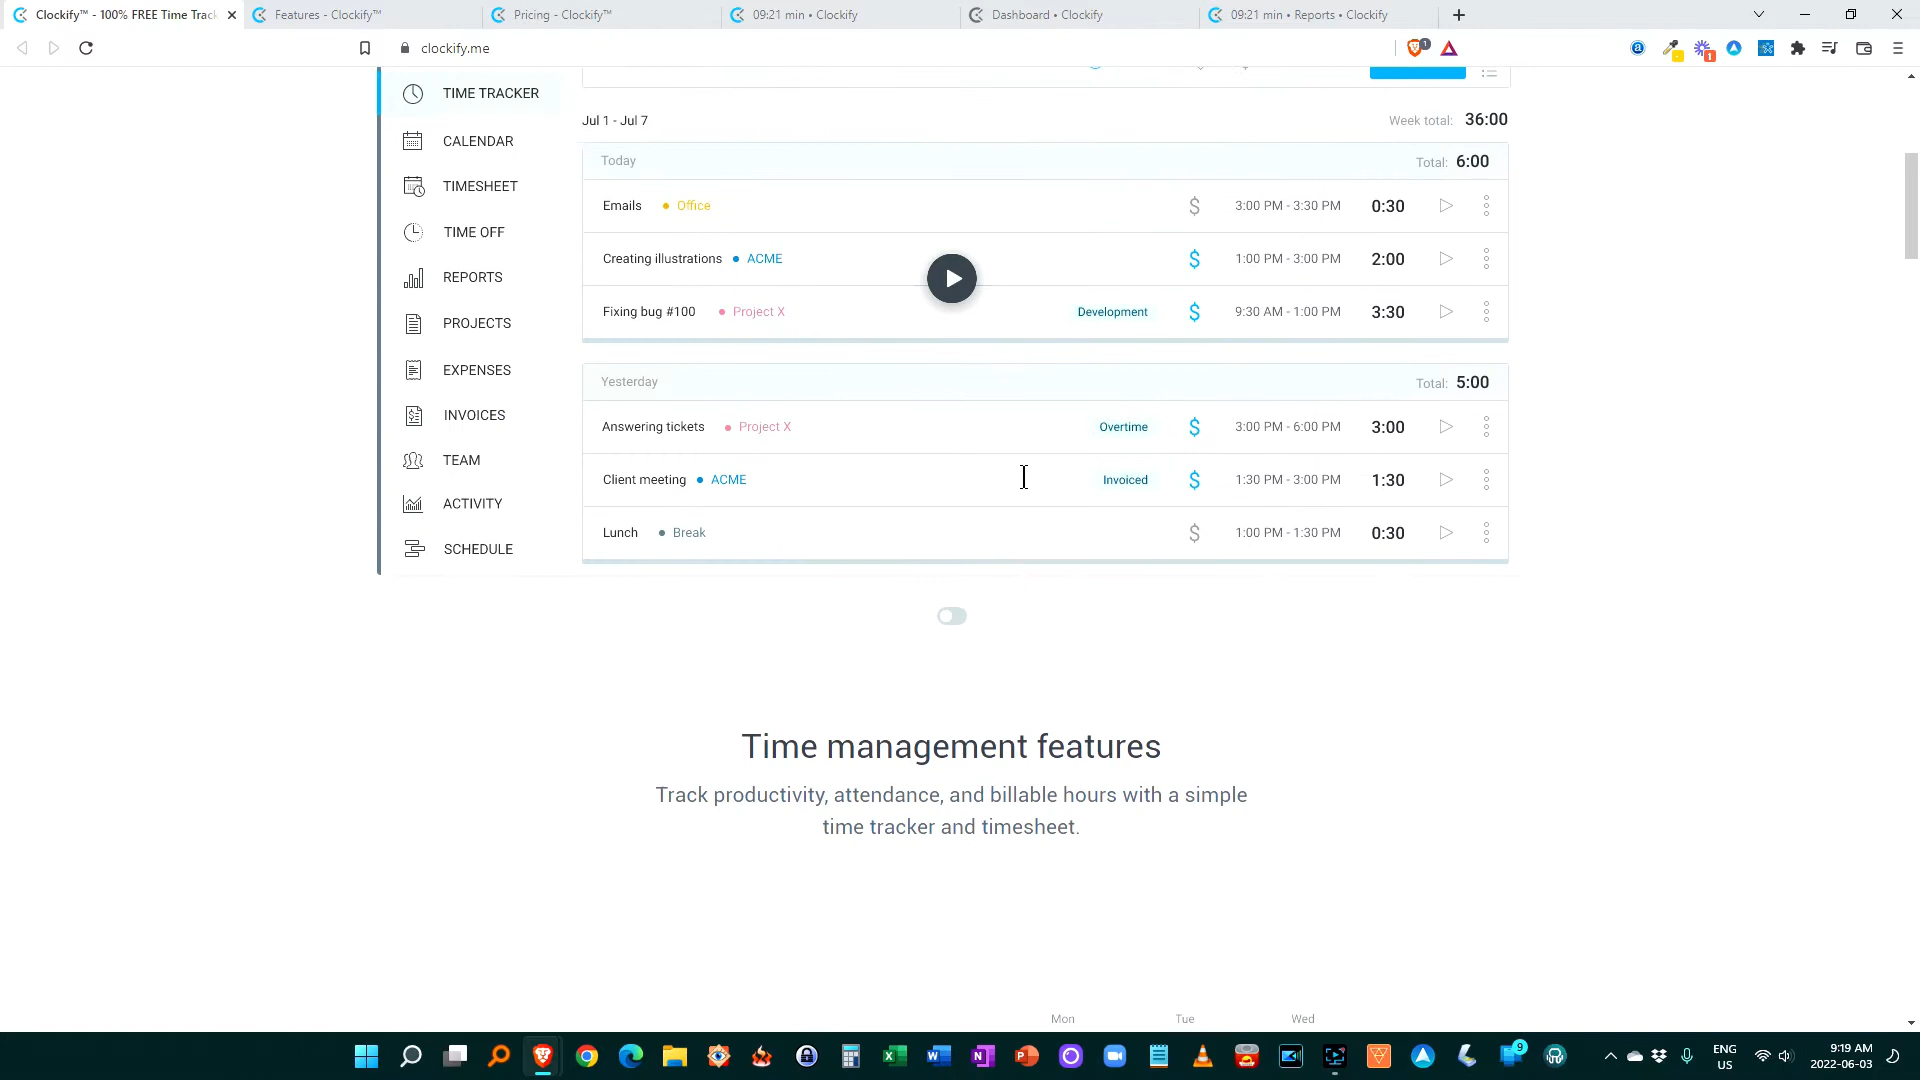 Clockify™ - 100% FREE Time Track
Features - Clockify™
Pricing - Clockify™
09:21 min • Clockify
Dashboard • Clockify
09:21 min • Reports • Clockify
clockify.me
1
1
TIME TRACKER
CALENDAR
TIMESHEET
TIME OFF
REPORTS
PROJECTS
EXPENSES
INVOICES
TEAM
ACTIVITY
SCHEDULE
Jul 1 - Jul 7 Week total: 36:00
Today Total: 6:00
Emails • Office $ 3:00 PM - 3:30 PM 0:30
Creating illustrations • ACME $ 1:00 PM - 3:00 PM 2:00
Fixing bug #100 • Project X Development $ 9:30 AM - 1:00 PM 3:30
Yesterday Total: 5:00
Answering tickets • Project X Overtime $ 3:00 PM - 6:00 PM 3:00
Client meeting • ACME Invoiced $ 1:30 PM - 3:00 PM 1:30
Lunch • Break $ 1:00 PM - 1:30 PM 0:30
Time management features
Track productivity, attendance, and billable hours with a simple
time tracker and timesheet.
Mon Tue Wed
9
ENG
US
9:19 AM
2022-06-03